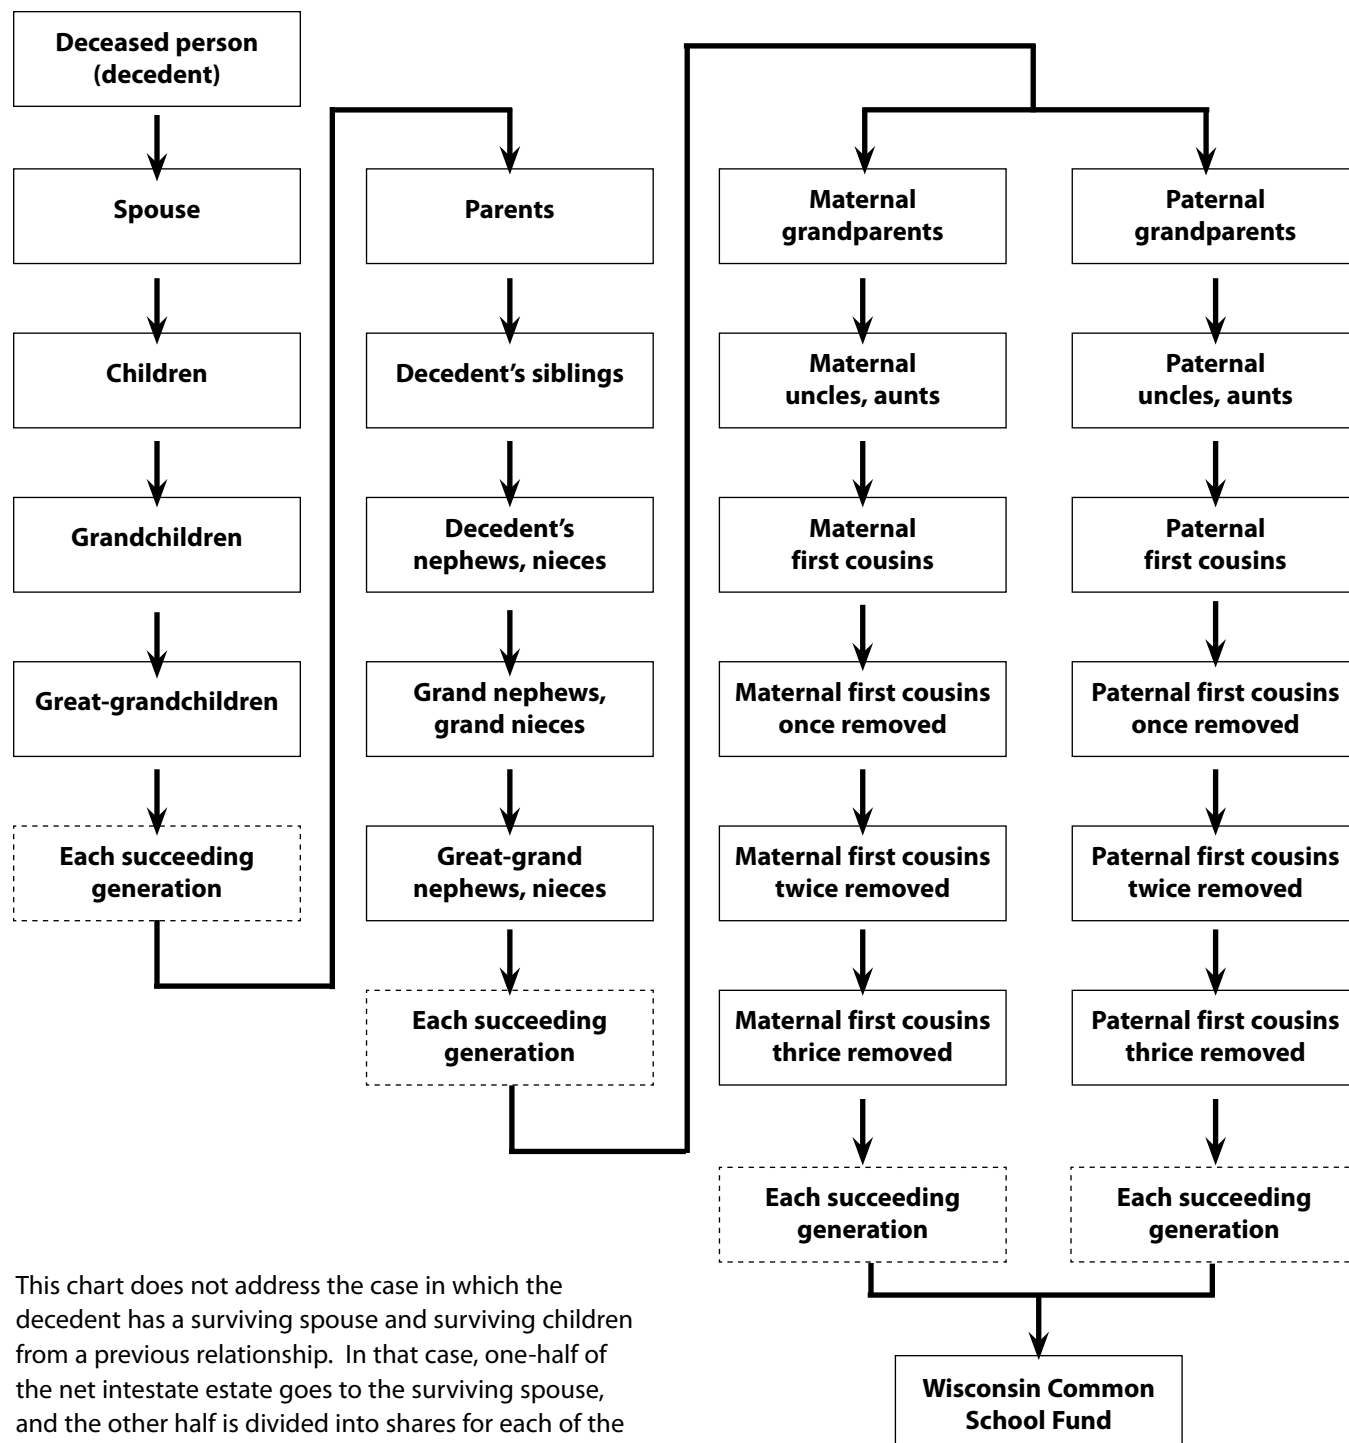 Deceased person
(decedent)
Spouse
Children
Grandchildren
Great-grandchildren
Each succeeding
generation
Parents
Decedent’s siblings
Decedent’s
nephews, nieces
Grand nephews,
grand nieces
Great-grand
nephews, nieces
Each succeeding
generation
Maternal
grandparents
Maternal
uncles, aunts
Maternal
first cousins
Maternal first cousins
once removed
Maternal first cousins
twice removed
Maternal first cousins
thrice removed
Each succeeding
generation
Paternal
grandparents
Paternal
uncles, aunts
Paternal
first cousins
Paternal first cousins
once removed
Paternal first cousins
twice removed
Paternal first cousins
thrice removed
Each succeeding
generation
Wisconsin Common
School Fund
This chart does not address the case in which the
decedent has a surviving spouse and surviving children
from a previous relationship.  In that case, one-half of
the net intestate estate goes to the surviving spouse,
and the other half is divided into shares for each of the